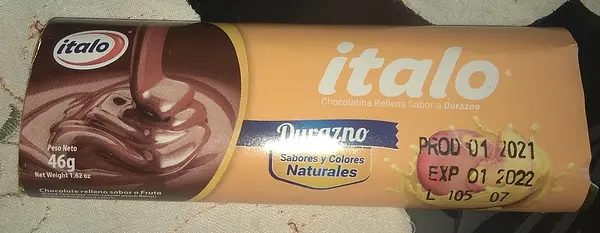 italo
italo
Chocolatina Rellena Sabor a Durazno
Durazno
Sabores y Colores
Naturales
Peso Neto
46g
Net Weight 1.62 oz
Chocolate relleno sabor a Fruta
PROD 01 2021
EXP 01 2022
L 105 07